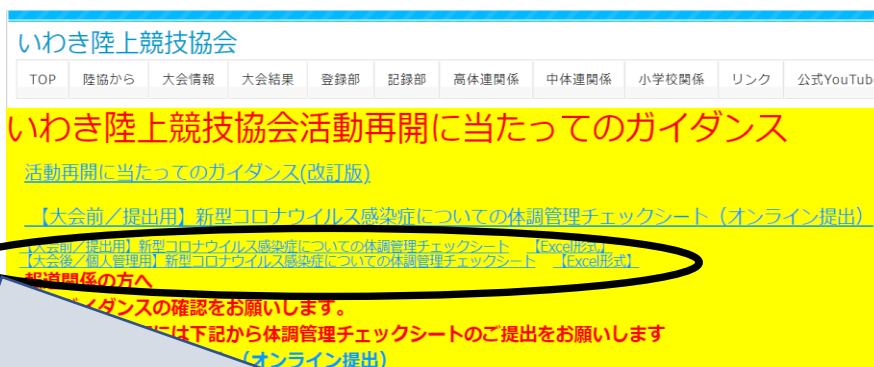 いわき陸上競技協会
TOP 陸協から 大会情報 大会結果 登録部 記録部 高体連関係 中体連関係 小学校関係 リンク 公式YouTub
いわき陸上競技協会活動再開に当たってのガイダンス
活動再開に当たってのガイダンス(改訂版)
【大会前／提出用】新型コロナウイルス感染症についての体調管理チェックシート（オンライン提出）
【大会前／提出用】新型コロナウイルス感染症についての体調管理チェックシート 【Excel形式】
【大会後／個人管理用】新型コロナウイルス感染症についての体調管理チェックシート 【Excel形式】
報道関係の方へ
ガイダンスの確認をお願いします。
には下記から体調管理チェックシートのご提出をお願いします
（オンライン提出）